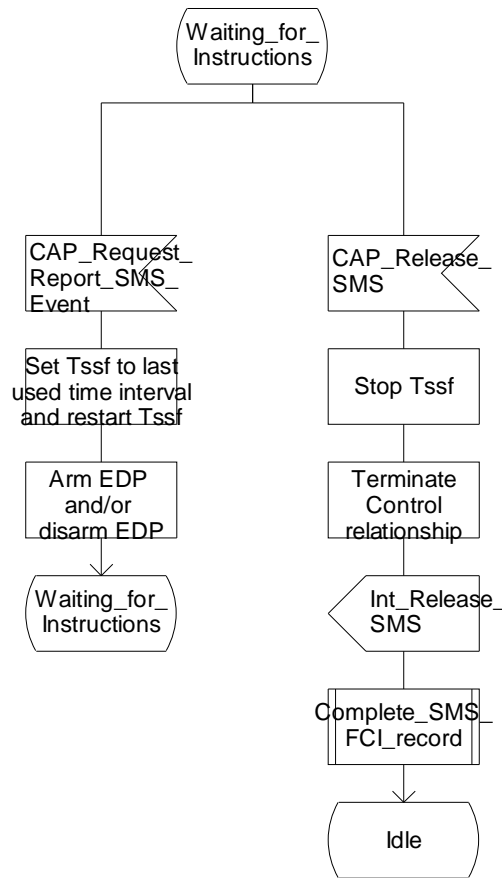 Waiting_for_
Instructions
CAP_Request_
Report_SMS_
Event
Set Tssf to last
used time interval
and restart Tssf
Arm EDP
and/or
disarm EDP
Waiting_for_
Instructions
CAP_Release_
SMS
Stop Tssf
Terminate
Control
relationship
Int_Release_
SMS
Complete_SMS_
FCI_record
Idle